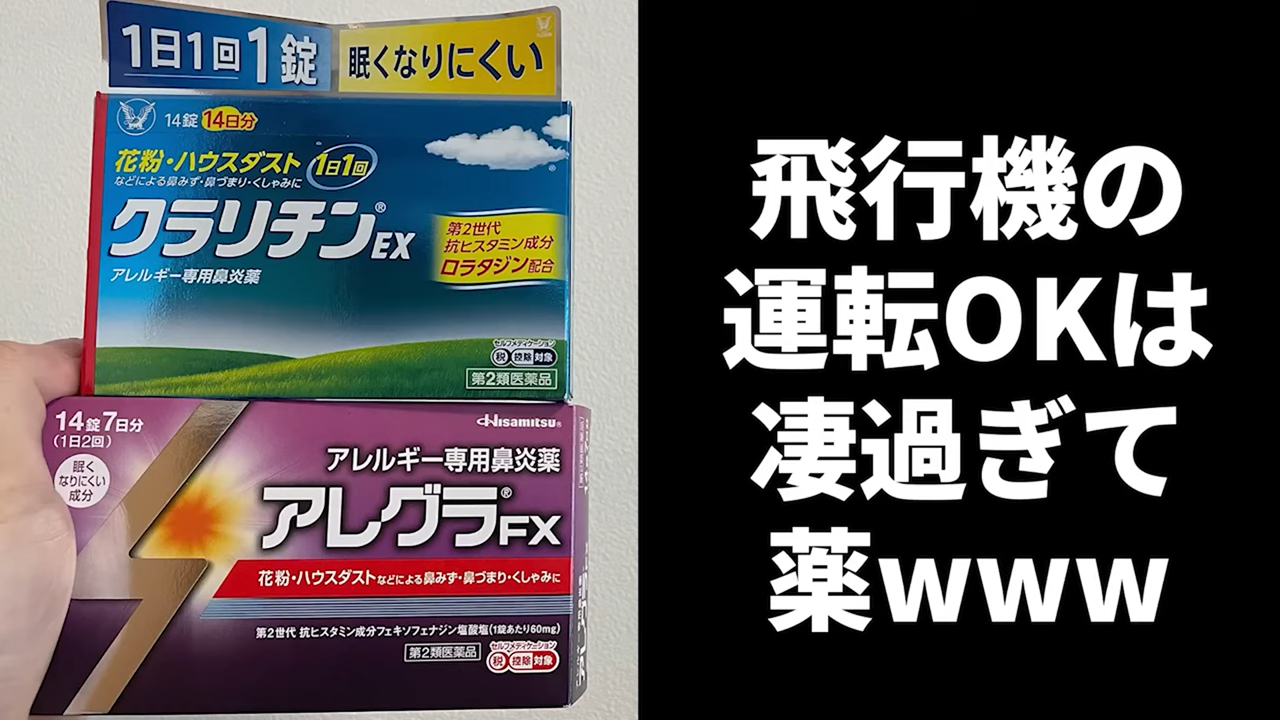 1日1回1錠
眠くなりにくい
14錠 14日分
花粉・ハウスダスト 1日1回
などによる鼻みず・鼻づまり・くしゃみに
クラリチン®EX
アレルギー専用鼻炎薬
第2世代
抗ヒスタミン成分
ロラタジン配合
セルフメディケーション
税 控除 対象
第2類医薬品
14錠7日分
(1日2回)
眠く
なりにくい
成分
Hisamitsu®
アレルギー専用鼻炎薬
アレグラ®FX
花粉・ハウスダストなどによる鼻みず・鼻づまり・くしゃみに
第2世代 抗ヒスタミン成分フェキソフェナジン塩酸塩(1錠あたり60mg)
第2類医薬品
セルフメディケーション
税 控除 対象
飛行機の
運転OKは
凄過ぎて
薬www